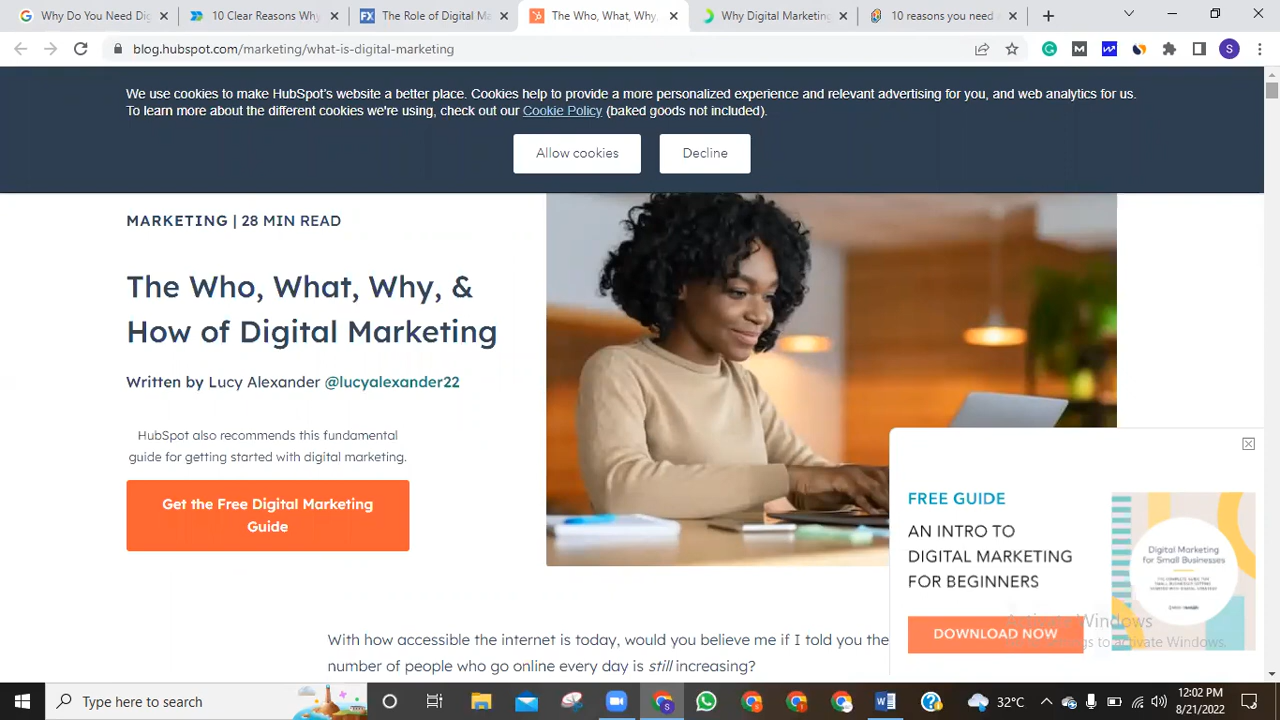 Why Do You Need Dig
10 Clear Reasons Why
The Role of Digital M
The Who, What, Why,
Why Digital Marketing
10 reasons you need
blog.hubspot.com/marketing/what-is-digital-marketing
We use cookies to make HubSpot's website a better place. Cookies help to provide a more personalized experience and relevant advertising for you, and web analytics for us.
To learn more about the different cookies we're using, check out our Cookie Policy (baked goods not included).
Allow cookies
Decline
MARKETING | 28 MIN READ
The Who, What, Why, &
How of Digital Marketing
Written by Lucy Alexander @lucyalexander22
HubSpot also recommends this fundamental
guide for getting started with digital marketing.
Get the Free Digital Marketing
Guide
FREE GUIDE
AN INTRO TO
DIGITAL MARKETING
FOR BEGINNERS
DOWNLOAD NOW
Digital Marketing
for Small Businesses
Activate Windows
to activate Windows.
With how accessible the internet is today, would you believe me if I told you the
number of people who go online every day is still increasing?
Type here to search
32°C
12:02 PM
8/21/2022